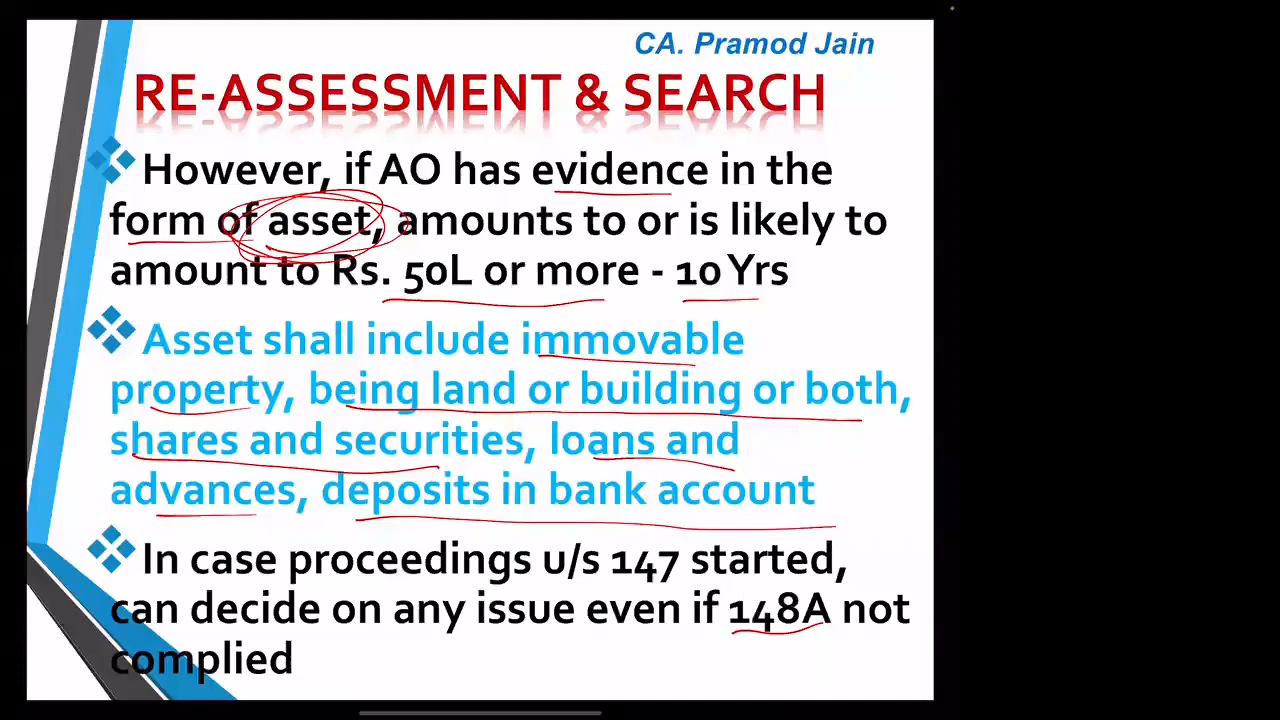 CA. Pramod Jain
RE-ASSESSMENT & SEARCH
However, if AO has evidence in the
form of asset, amounts to or is likely to
amount to Rs. 50L or more - 10 Yrs
Asset shall include immovable
property, being land or building or both,
shares and securities, loans and
advances, deposits in bank account
In case proceedings u/s 147 started,
can decide on any issue even if 148A not
complied